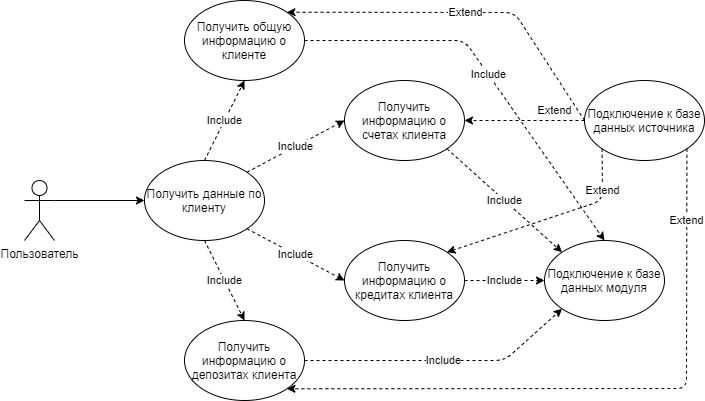 Получить общую
информацию о
клиенте
Extend
Include
Получить
информацию о
счетах клиента
Extend
Подключение к базе
данных источника
Include
Include
Получить данные по
клиенту
Extend
Include
Extend
Пользователь
Include
Include
Получить
информацию о
кредитах клиента
Include
Подключение к базе
данных модуля
Получить
информацию о
депозитах клиента
Include